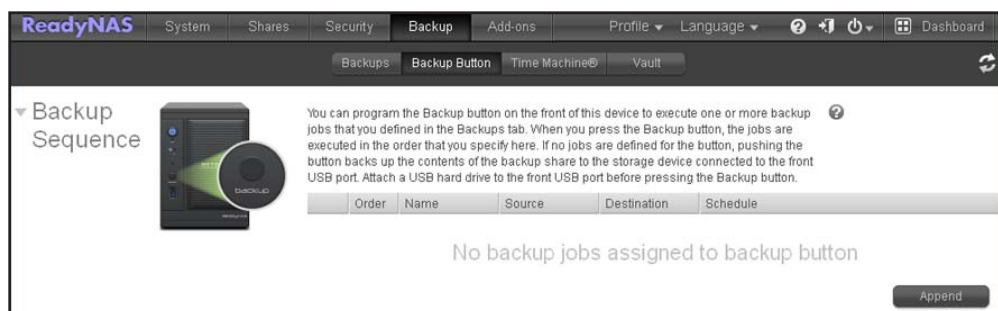 ReadyNAS System Shares Security Backup Add-ons Profile Language Dashboard
Backups Backup Button Time Machine® Vault
Backup
Sequence
You can program the Backup button on the front of this device to execute one or more backup
jobs that you defined in the Backups tab. When you press the Backup button, the jobs are
executed in the order that you specify here. If no jobs are defined for the button, pushing the
button backs up the contents of the backup share to the storage device connected to the front
USB port. Attach a USB hard drive to the front USB port before pressing the Backup button.
backup
Order Name Source Destination Schedule
No backup jobs assigned to backup button
Append